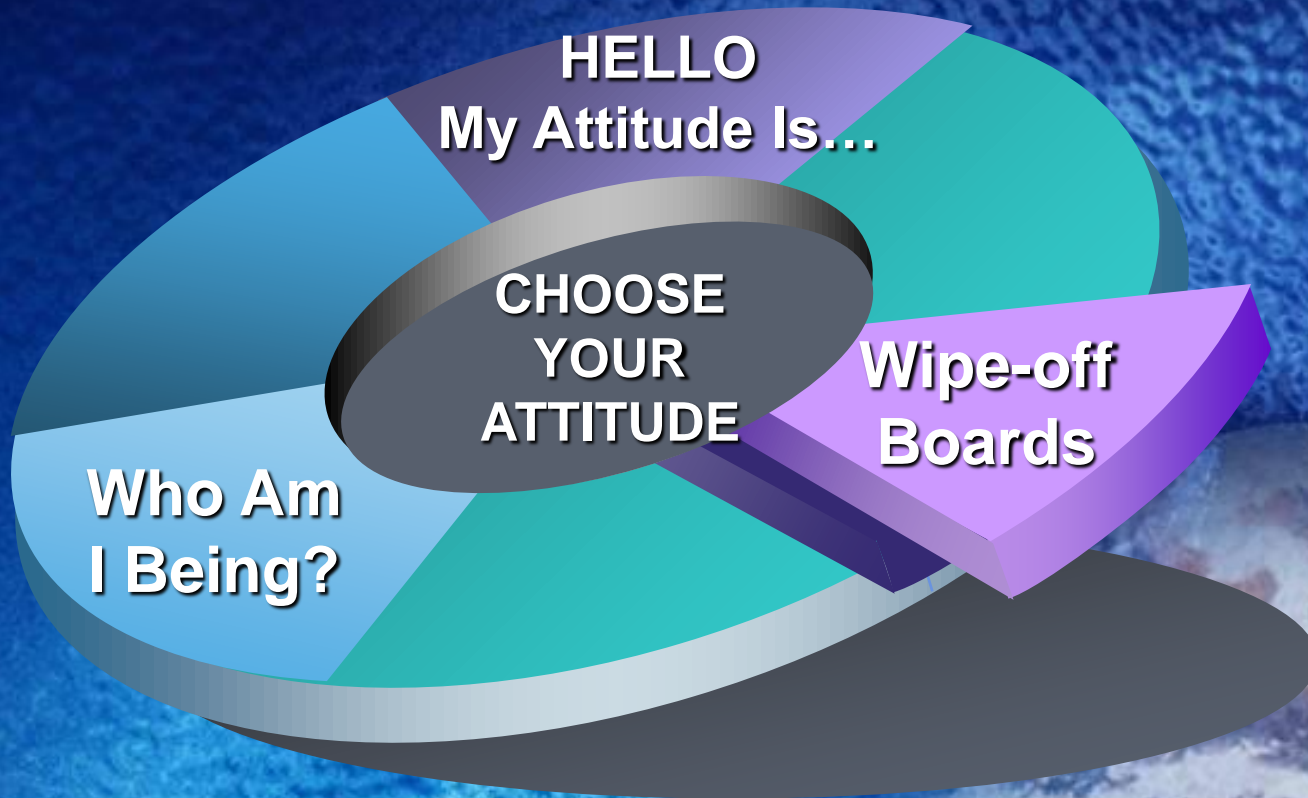 HELLO
My Attitude Is…
CHOOSE
YOUR
ATTITUDE
Wipe-off
Boards
Who Am
I Being?